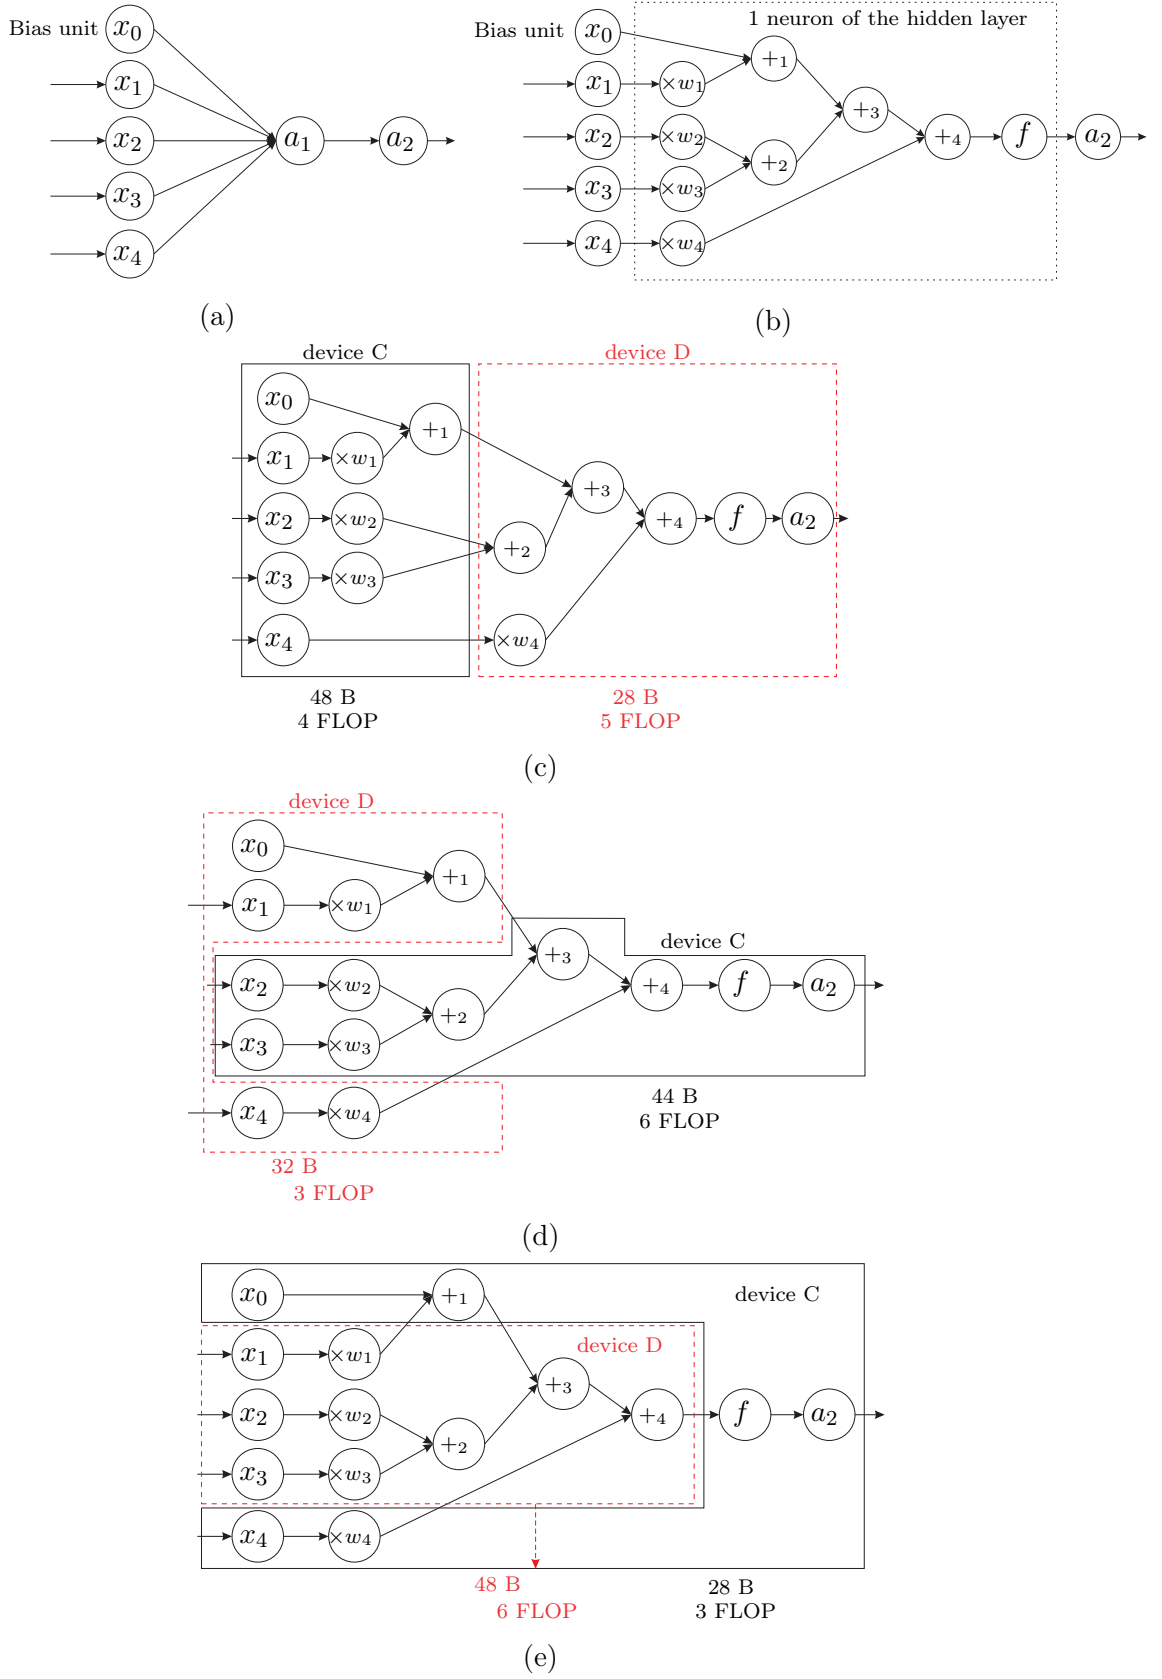 Bias unit x₀
x₁
x₂
x₃
x₄
a₁
a₂
(a)
1 neuron of the hidden layer
Bias unit x₀
x₁ ×w₁
x₂ ×w₂
x₃ ×w₃
x₄ ×w₄
+₁
+₂
+₃
+₄
f
a₂
(b)
device C
device D
x₀
+₁
x₁ ×w₁
x₂ ×w₂
x₃ ×w₃
x₄
+₃
+₂
+₄
f
a₂
×w₄
48 B
4 FLOP
28 B
5 FLOP
(c)
device D
x₀
+₁
x₁ ×w₁
device C
x₂ ×w₂
+₃
+₄
f
a₂
+₂
x₃ ×w₃
x₄ ×w₄
44 B
6 FLOP
32 B
3 FLOP
(d)
x₀
+₁
device C
device D
x₁ ×w₁
+₃
x₂ ×w₂
+₄
f
a₂
+₂
x₃ ×w₃
x₄ ×w₄
48 B
6 FLOP
28 B
3 FLOP
(e)